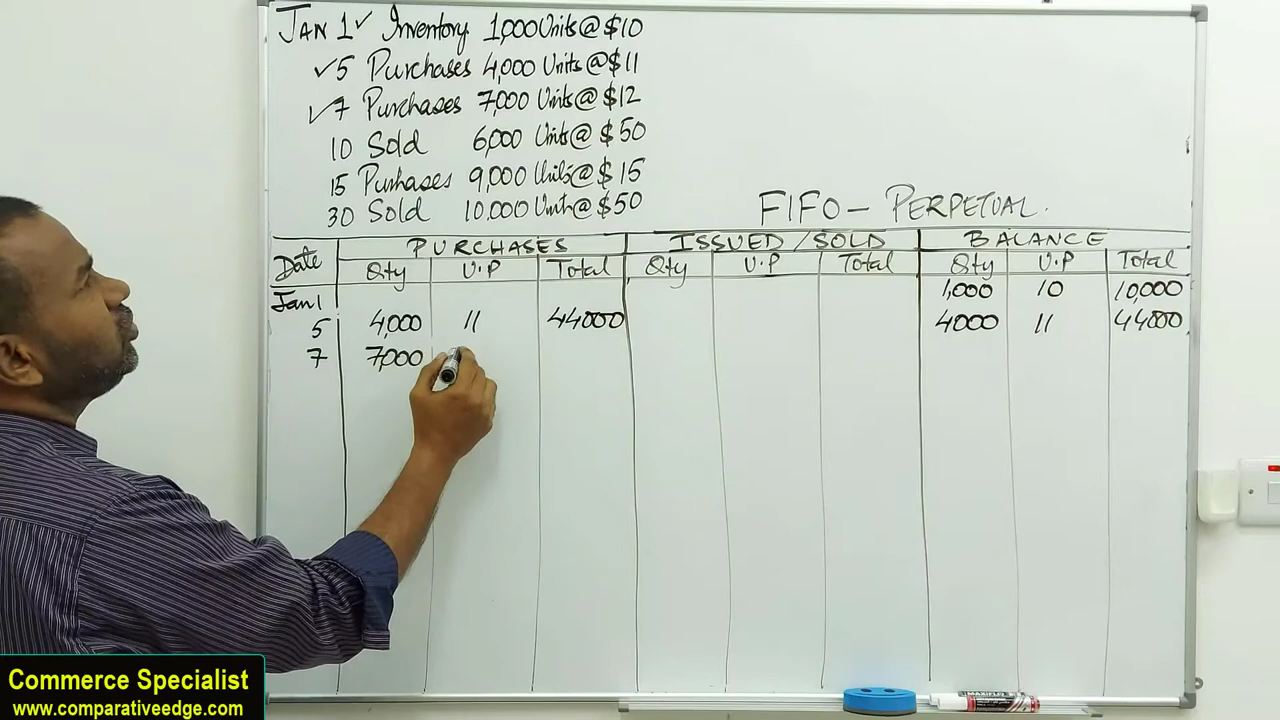 JAN 1 ✓ Inventory 1,000 Units @ $10
✓ 5 Purchases 4,000 Units @ $11
✓ 7 Purchases 7,000 Units @ $12
10 Sold 6,000 Units @ $50
15 Purhases 9,000 Units @ $15
30 Sold 10.000 Units @ $50
FIFO - PERPETUAL.
Date PURCHASES ISSUED/SOLD BALANCE
Qty U.P Total Qty U.P Total Qty U.P Total
Jan 1 1,000 10 10,000
5 4,000 11 44000 4000 11 44000
7 7,000
Commerce Specialist
www.comparativeedge.com